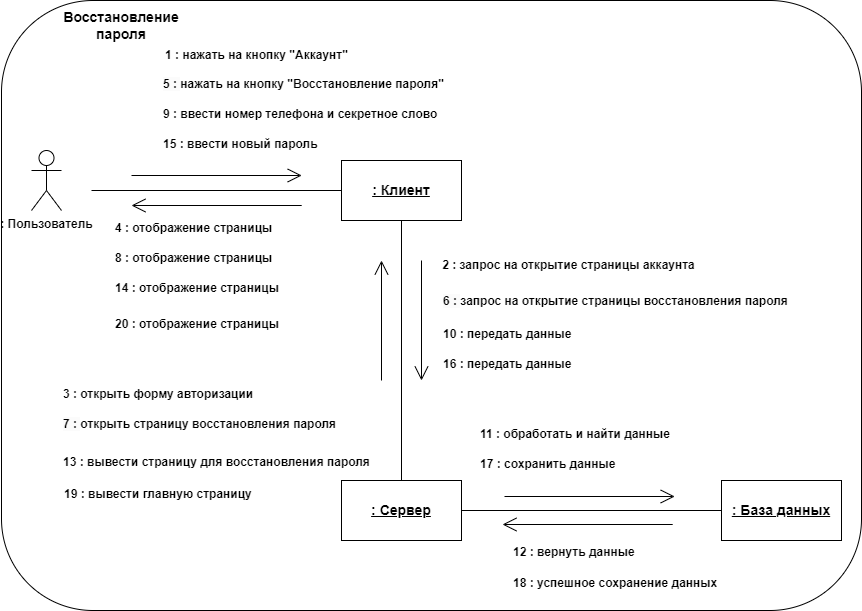 Восстановление
пароля
1 : нажать на кнопку "Аккаунт"
5 : нажать на кнопку "Восстановление пароля"
9 : ввести номер телефона и секретное слово
15 : ввести новый пароль
: Клиент
: Пользователь
4 : отображение страницы
8 : отображение страницы
14 : отображение страницы
20 : отображение страницы
2 : запрос на открытие страницы аккаунта
6 : запрос на открытие страницы восстановления пароля
10 : передать данные
16 : передать данные
3 : открыть форму авторизации
7 : открыть страницу восстановления пароля
13 : вывести страницу для восстановления пароля
19 : вывести главную страницу
11 : обработать и найти данные
17 : сохранить данные
: Сервер
: База данных
12 : вернуть данные
18 : успешное сохранение данных